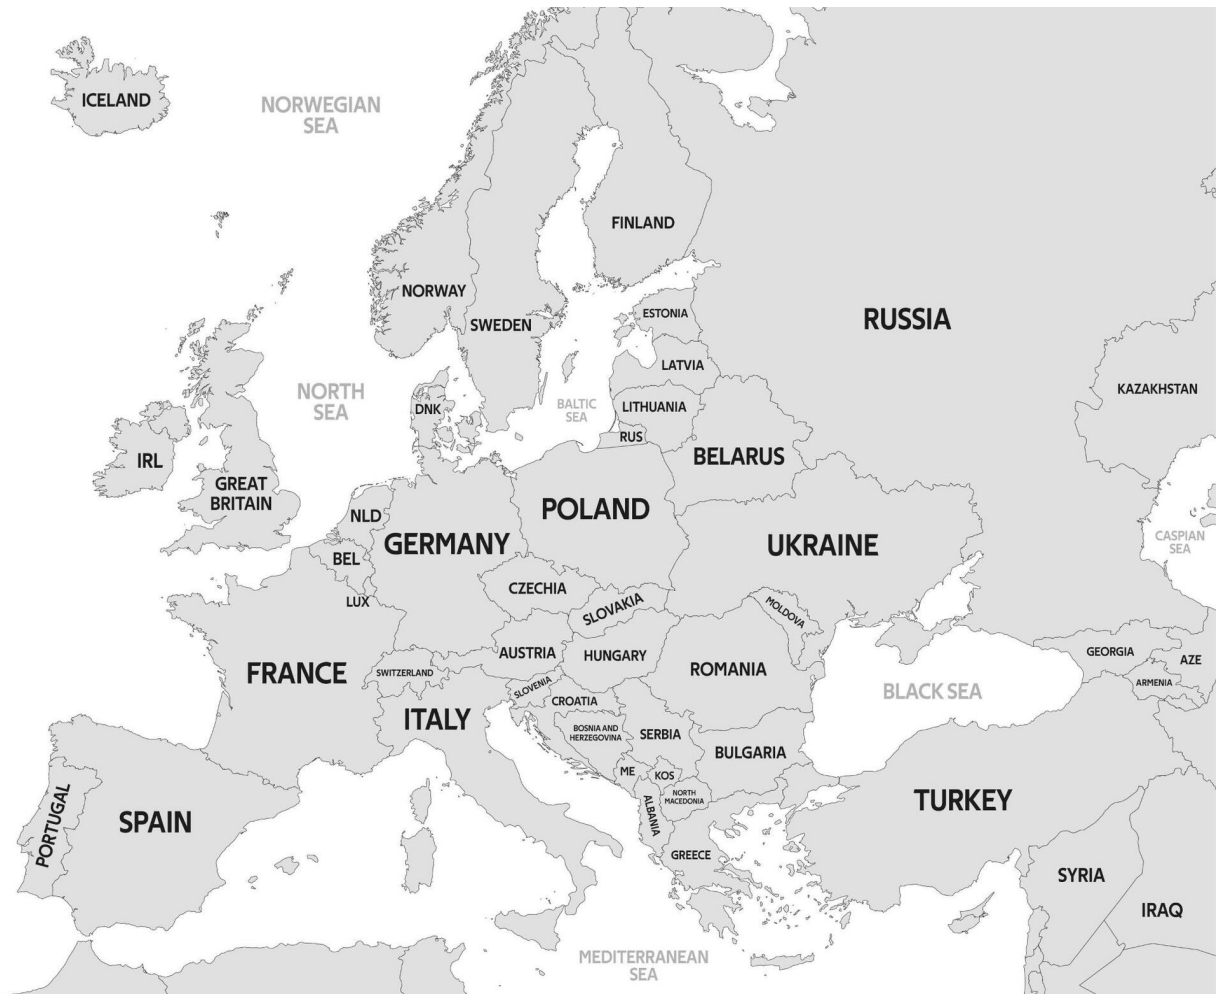 ICELAND
NORWEGIAN
SEA
FINLAND
NORWAY
SWEDEN
ESTONIA
RUSSIA
LATVIA
KAZAKHSTAN
NORTH
SEA
DNK
BALTIC
SEA
LITHUANIA
RUS
BELARUS
IRL
GREAT
BRITAIN
NLD
POLAND
GERMANY
UKRAINE
CASPIAN
SEA
BEL
CZECHIA
LUX
SLOVAKIA
MOLDOVA
AUSTRIA
HUNGARY
GEORGIA
AZE
FRANCE
SWITZERLAND
ROMANIA
ARMENIA
SLOVENIA
BLACK SEA
CROATIA
ITALY
BOSNIA AND
HERZEGOVINA
SERBIA
BULGARIA
ME
KOS
NORTH
MACEDONIA
TURKEY
PORTUGAL
SPAIN
ALBANIA
GREECE
SYRIA
IRAQ
MEDITERRANEAN
SEA